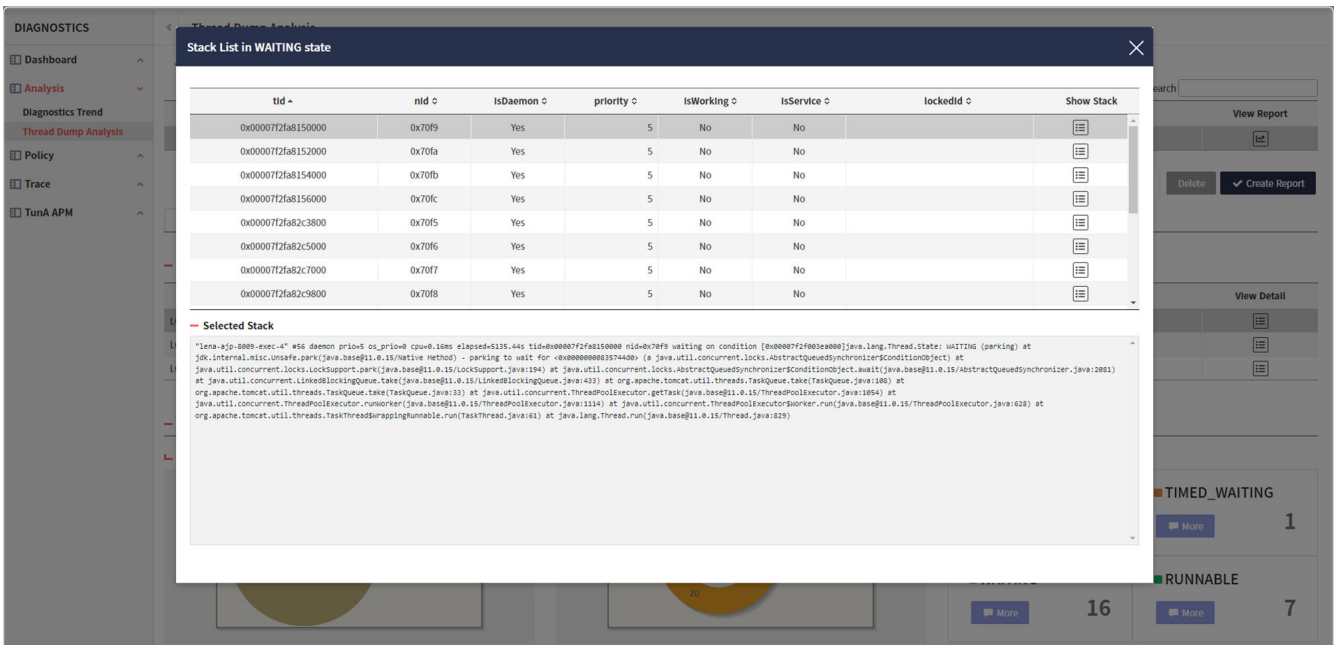 DIAGNOSTICS
Dashboard
Analysis
Diagnostics Trend
Thread Dump Analysis
Policy
Trace
TunA APM
Thread Dump Analysis
Stack List in WAITING state
tid
nid
IsDaemon
priority
IsWorking
IsService
lockedId
Show Stack
0x00007f2fa8150000 0x70f9 Yes 5 No No
0x00007f2fa8152000 0x70fa Yes 5 No No
0x00007f2fa8154000 0x70fb Yes 5 No No
0x00007f2fa8156000 0x70fc Yes 5 No No
0x00007f2fa82c3800 0x70f5 Yes 5 No No
0x00007f2fa82c5000 0x70f6 Yes 5 No No
0x00007f2fa82c7000 0x70f7 Yes 5 No No
0x00007f2fa82c9800 0x70f8 Yes 5 No No
Selected Stack
"lena-ajp-8009-exec-4" #56 daemon prio=5 os_prio=0 cpu=0.16ms elapsed=5135.44s tid=0x00007f2fa8150000 nid=0x70f9 waiting on condition [0x00007f2f003ea000]java.lang.Thread.State: WAITING (parking) at
jdk.internal.misc.Unsafe.park(java.base@11.0.15/Native Method) - parking to wait for <0x00000000835744d0> (a java.util.concurrent.locks.AbstractQueuedSynchronizer$ConditionObject) at
java.util.concurrent.locks.LockSupport.park(java.base@11.0.15/LockSupport.java:194) at java.util.concurrent.locks.AbstractQueuedSynchronizer$ConditionObject.await(java.base@11.0.15/AbstractQueuedSynchronizer.java:2081)
at java.util.concurrent.LinkedBlockingQueue.take(java.base@11.0.15/LinkedBlockingQueue.java:433) at org.apache.tomcat.util.threads.TaskQueue.take(TaskQueue.java:108) at
org.apache.tomcat.util.threads.TaskQueue.take(TaskQueue.java:33) at java.util.concurrent.ThreadPoolExecutor.getTask(java.base@11.0.15/ThreadPoolExecutor.java:1054) at
java.util.concurrent.ThreadPoolExecutor.runWorker(java.base@11.0.15/ThreadPoolExecutor.java:1114) at java.util.concurrent.ThreadPoolExecutor$Worker.run(java.base@11.0.15/ThreadPoolExecutor.java:628) at
org.apache.tomcat.util.threads.TaskThread$WrappingRunnable.run(TaskThread.java:61) at java.lang.Thread.run(java.base@11.0.15/Thread.java:829)
earch
View Report
Delete
Create Report
View Detail
TIMED_WAITING
More
1
20
More
16
RUNNABLE
More
7